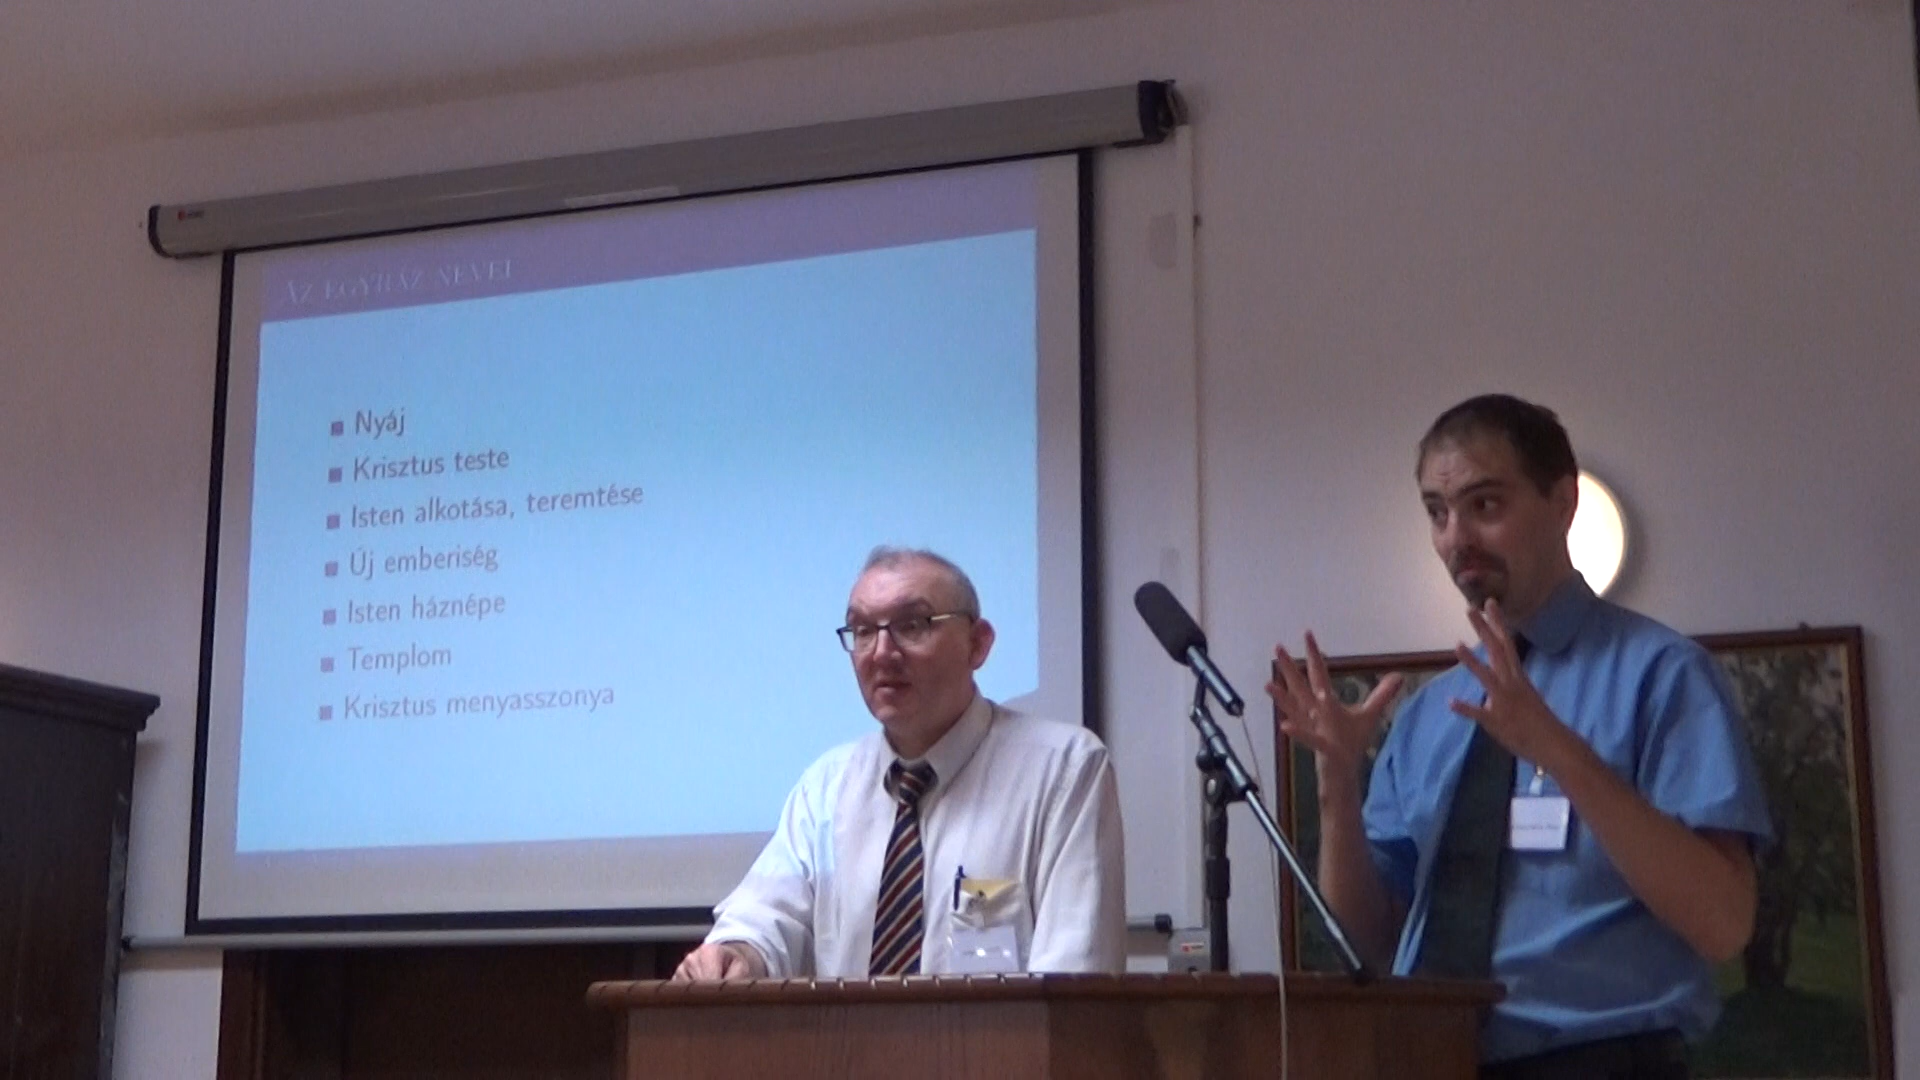 AZ EGYHÁZ NEVEI
Nyáj
Krisztus teste
Isten alkotása, teremtése
Új emberiség
Isten háznépe
Templom
Krisztus menyasszonya